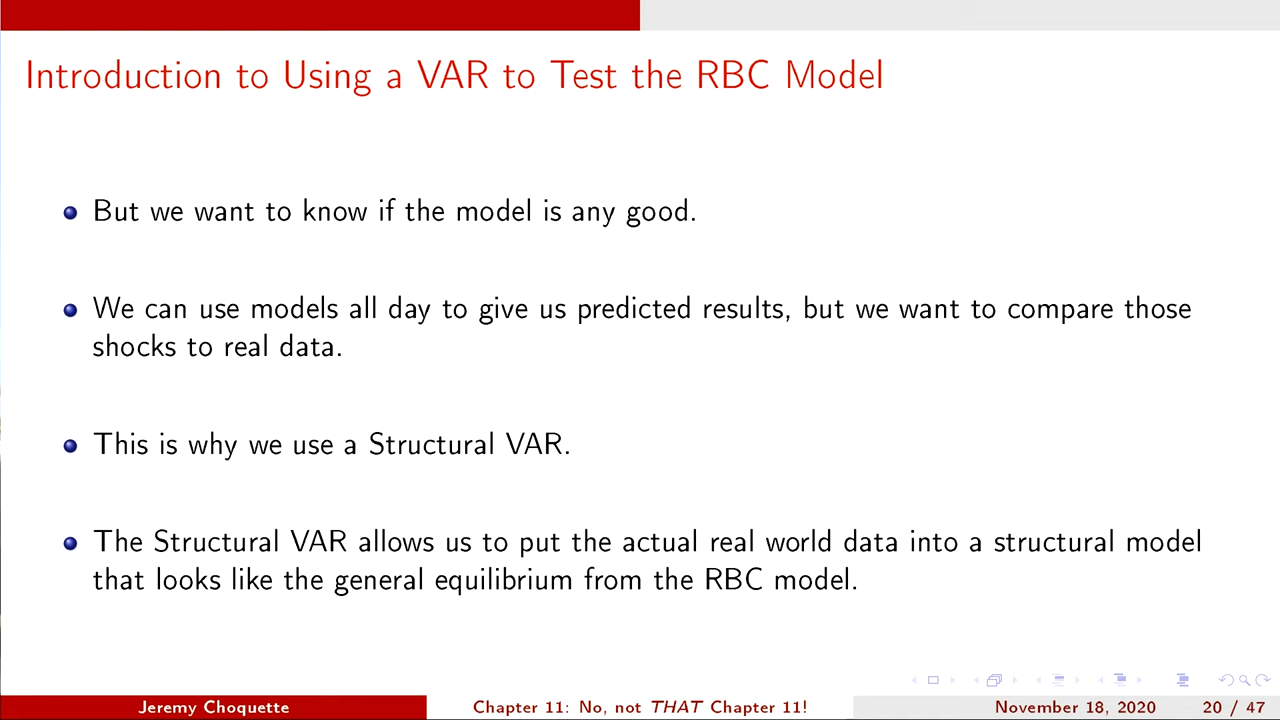 Introduction to Using a VAR to Test the RBC Model
But we want to know if the model is any good.
We can use models all day to give us predicted results, but we want to compare those
shocks to real data.
This is why we use a Structural VAR.
The Structural VAR allows us to put the actual real world data into a structural model
that looks like the general equilibrium from the RBC model.
Jeremy Choquette
Chapter 11: No, not THAT Chapter 11!
November 18, 2020
20 / 47